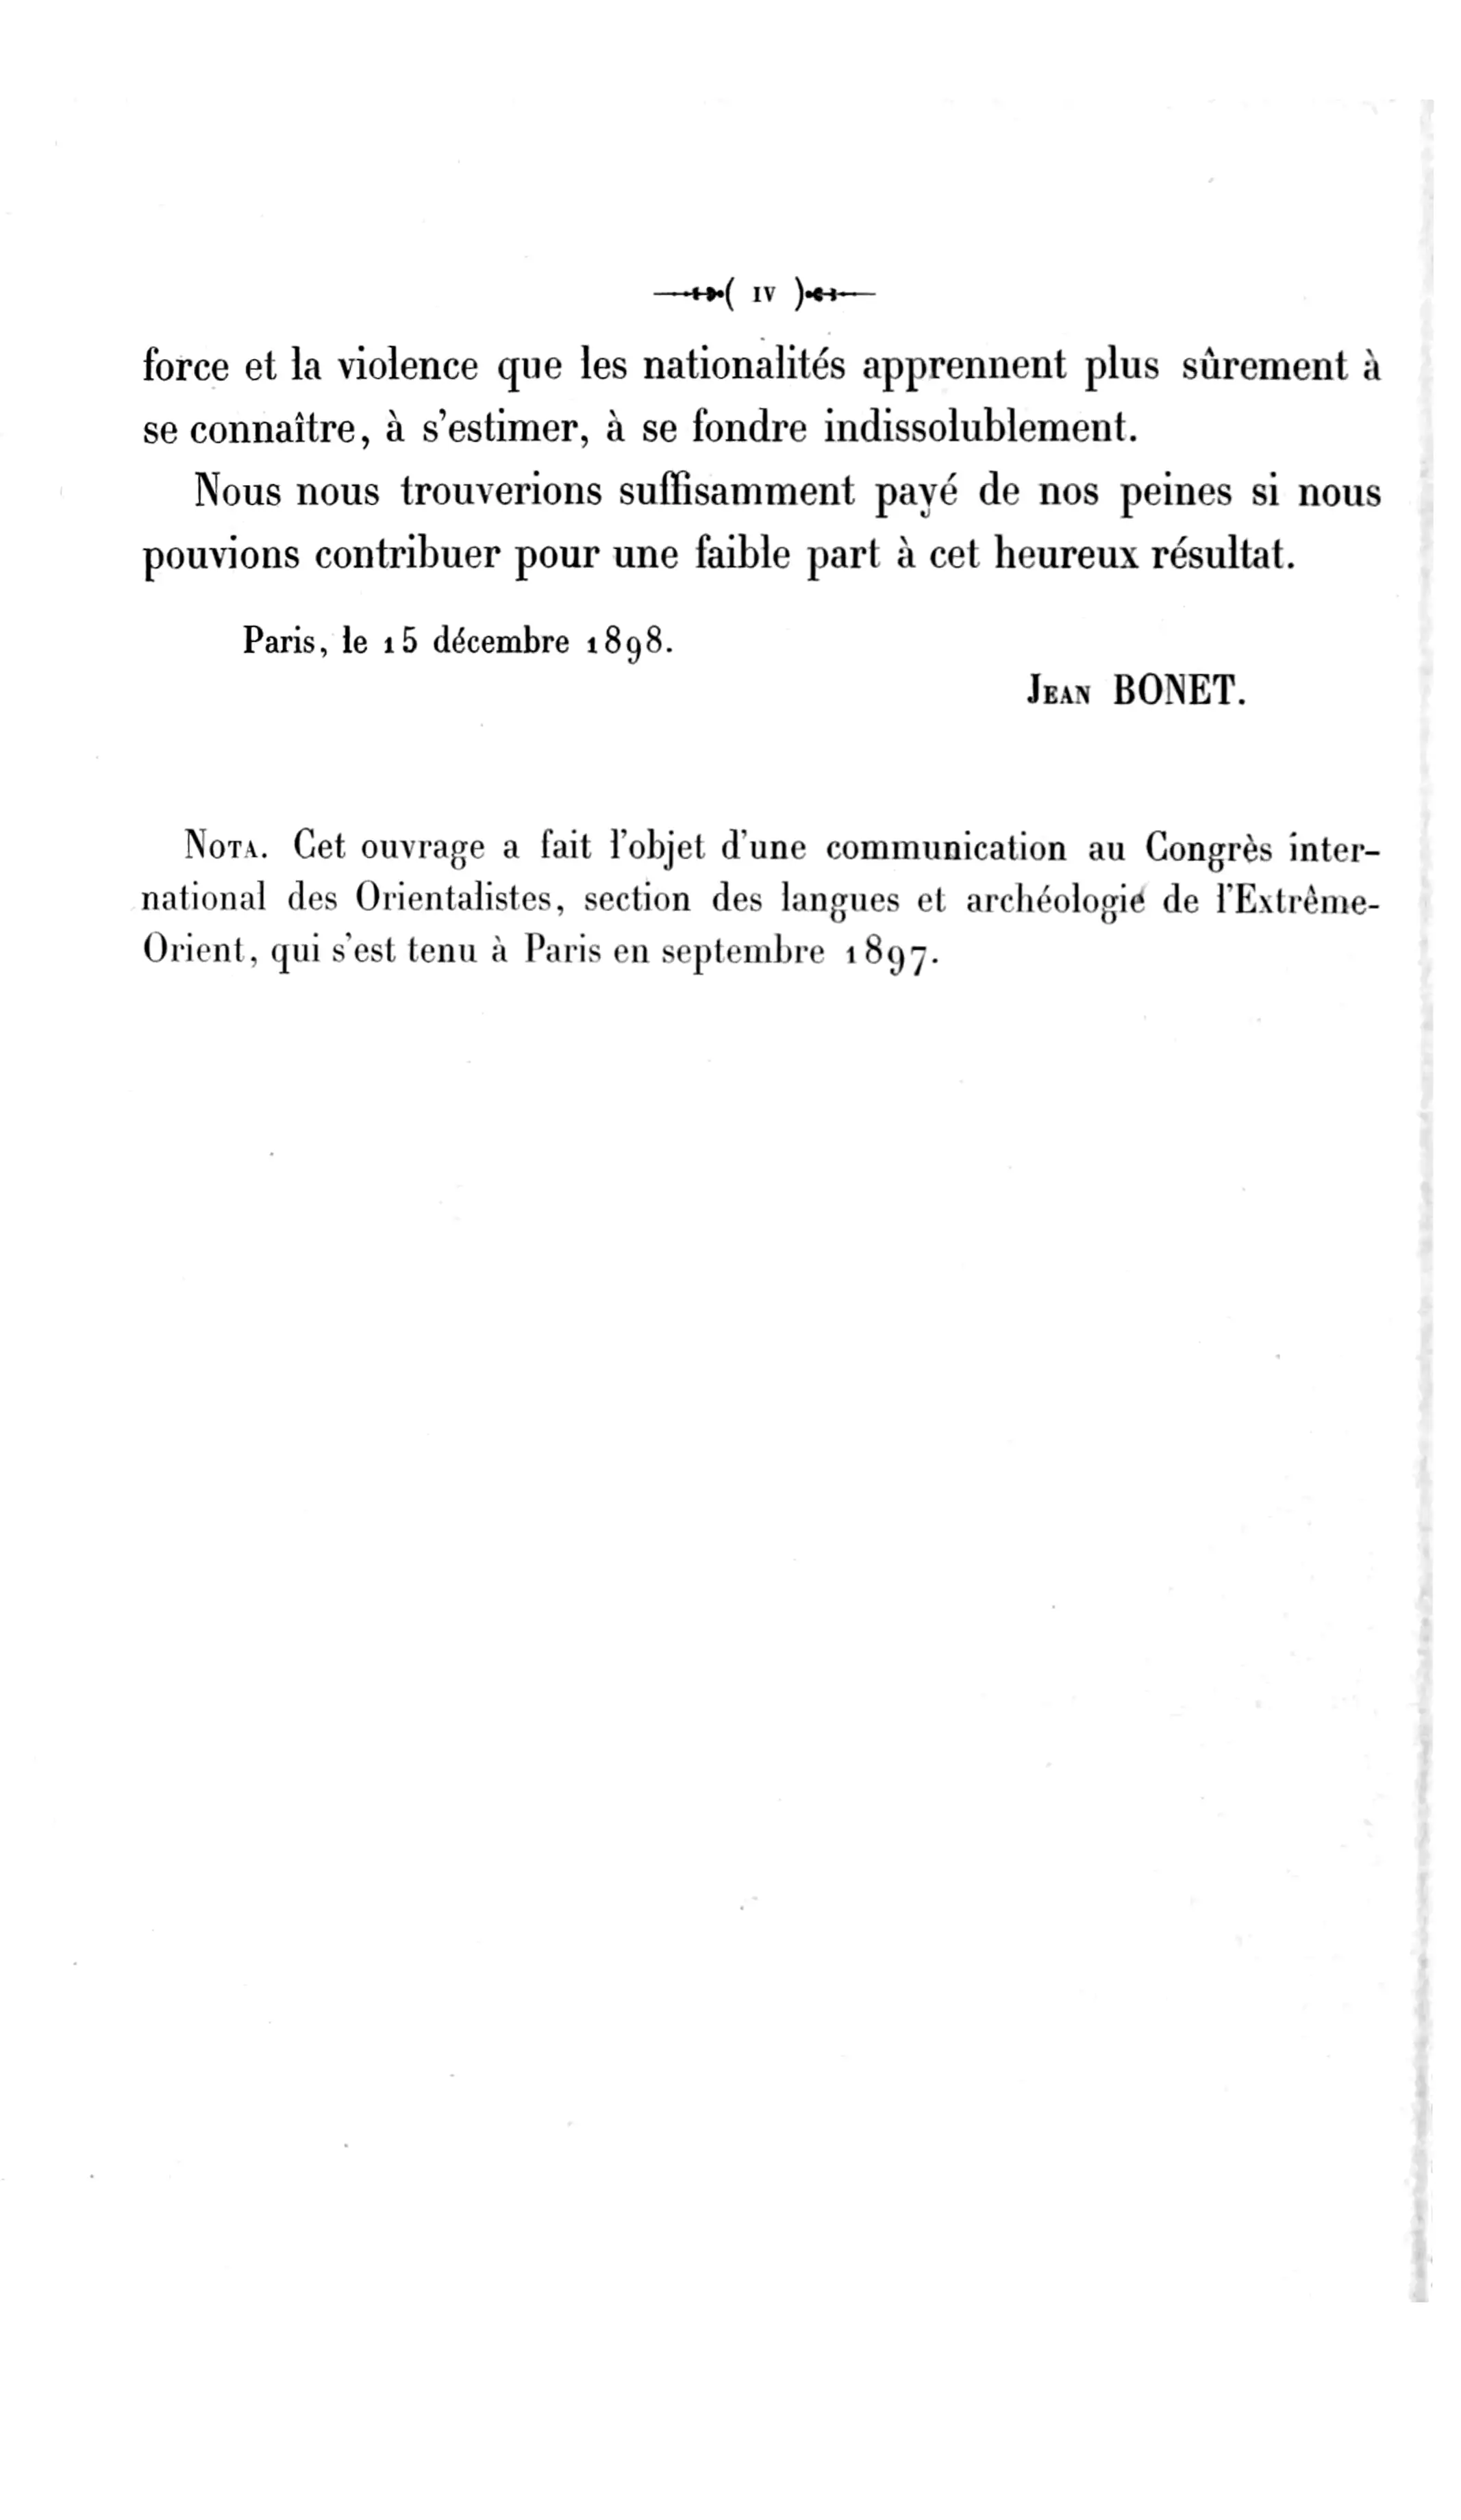 ( IV )
force et la violence que les nationalités apprennent plus sûrement à
se connaître, à s'estimer, à se fondre indissolublement.
Nous nous trouverions suffisamment payé de nos peines si nous
pouvions contribuer pour une faible part à cet heureux résultat.
Paris, le 15 décembre 1898.
JEAN BONET.
NOTA. Cet ouvrage a fait l'objet d'une communication au Congrès inter-
national des Orientalistes, section des langues et archéologie de l'Extrême-
Orient, qui s'est tenu à Paris en septembre 1897.